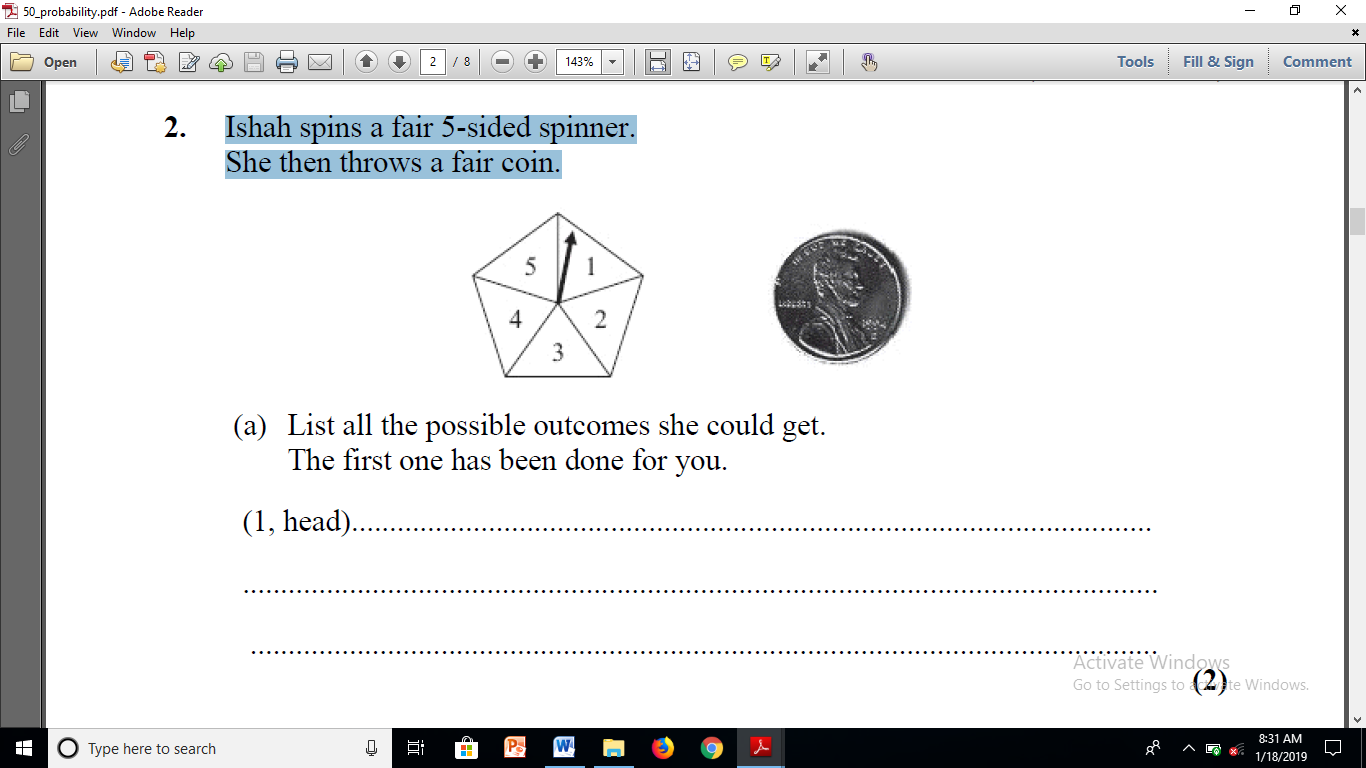 50_probability.pdf - Adobe Reader
File Edit View Window Help
Open 2 / 8 143% Tools Fill & Sign Comment
2. Ishah spins a fair 5-sided spinner.
She then throws a fair coin.
5 1
4 2
3
(a) List all the possible outcomes she could get.
The first one has been done for you.
(1, head)..........................................................................................................
..........................................................................................................................
.........................................................................................................................
(2)
Activate Windows
Go to Settings to activate Windows.
Type here to search
8:31 AM
1/18/2019